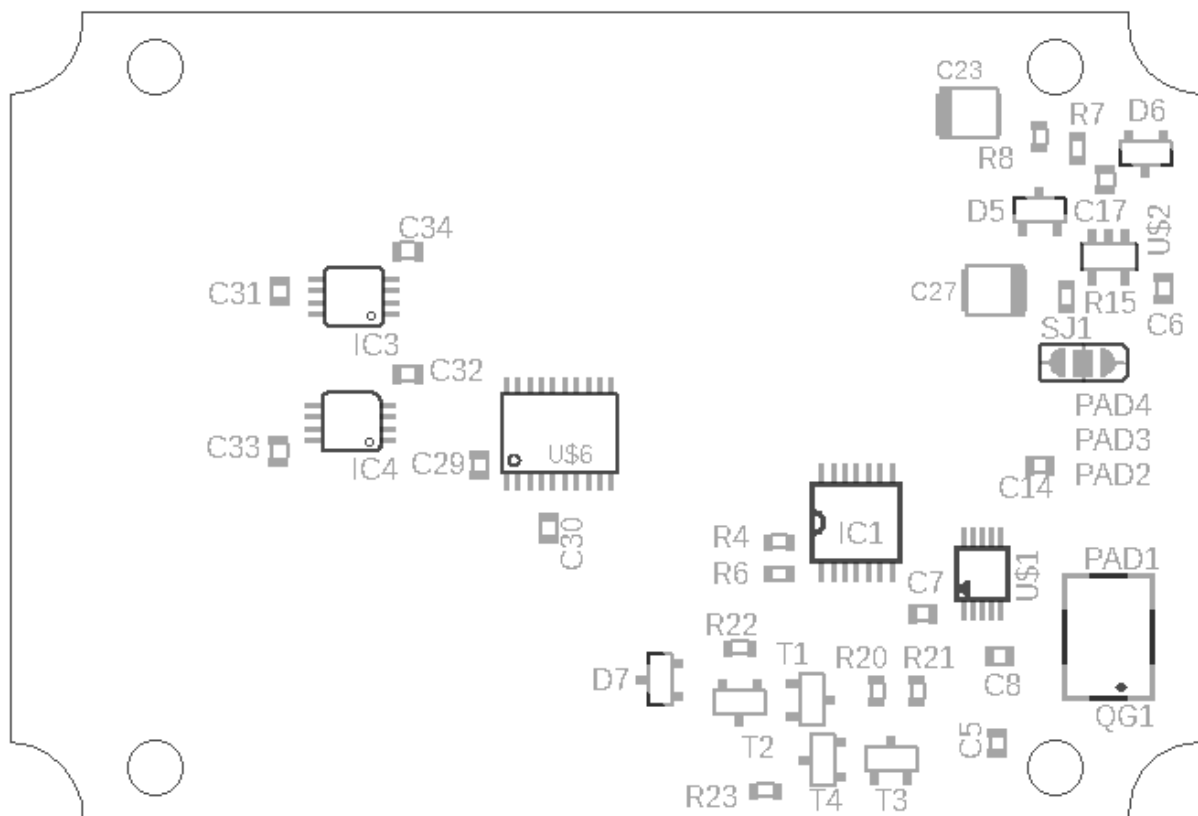 C23
R7
D6
R8
D5
C17
U$2
C34
C31
C27
R15
C6
IC3
SJ1
C32
PAD4
PAD3
PAD2
C33
IC4
C29
U$6
C14
C30
R4
IC1
R6
U$1
PAD1
C7
R22
T1
R20
R21
D7
C8
QG1
T2
C5
R23
T4
T3